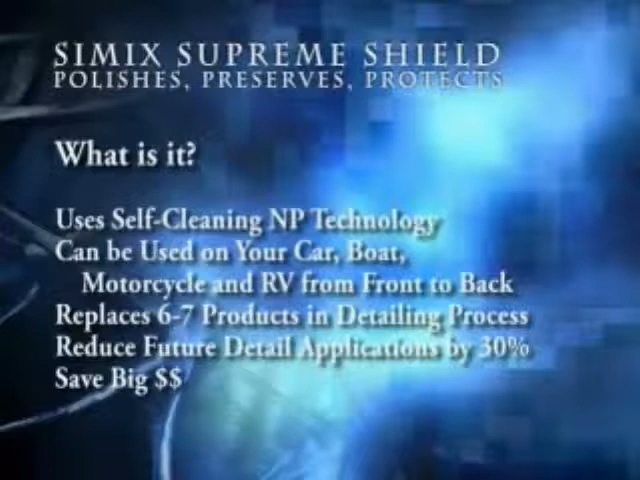 SIMIX SUPREME SHIELD
POLISHES, PRESERVES, PROTECTS
What is it?
Uses Self-Cleaning NP Technology
Can be Used on Your Car, Boat,
Motorcycle and RV from Front to Back
Replaces 6-7 Products in Detailing Process
Reduce Future Detail Applications by 30%
Save Big $$